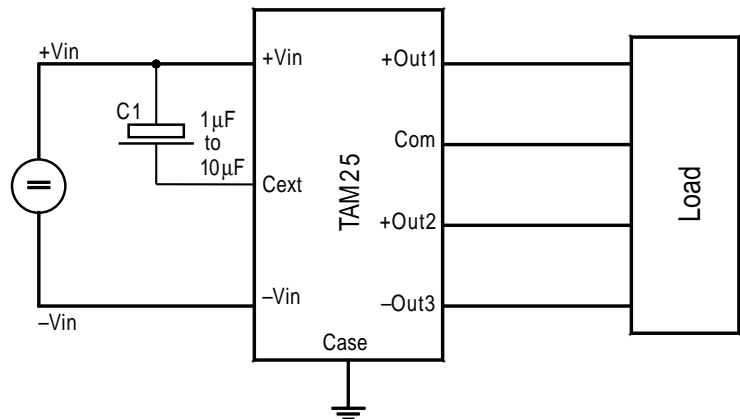 +Vin
+Vin
+Out1
C1
1µF
to
10µF
Com
Cext
TAM25
+Out2
Load
–Vin
–Out3
–Vin
Case